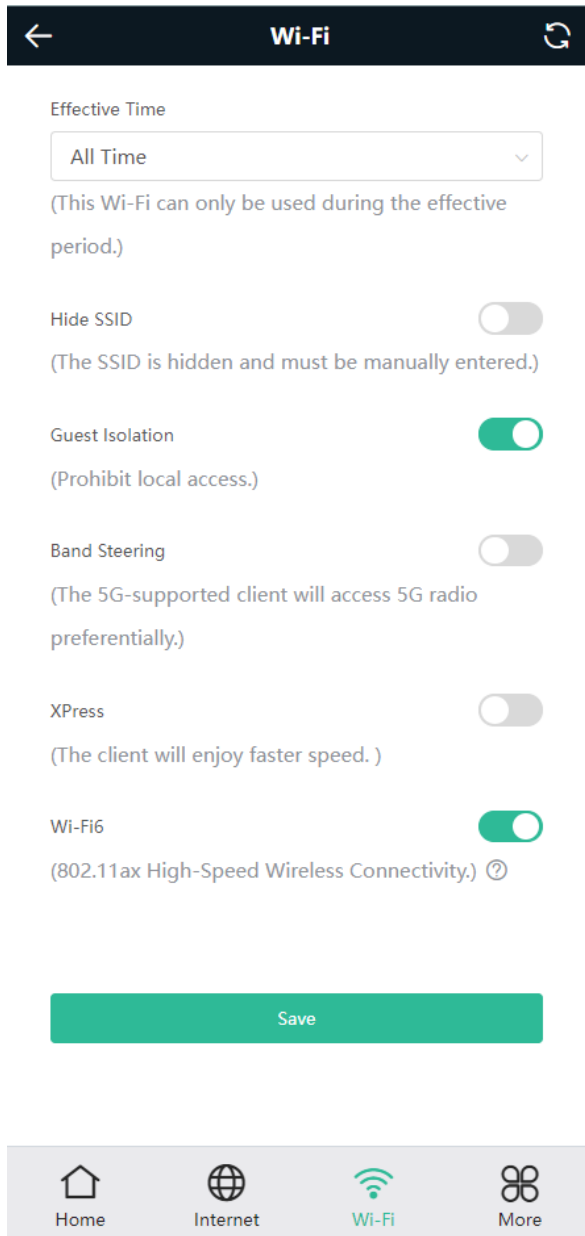 Wi-Fi
Effective Time
All Time
(This Wi-Fi can only be used during the effective
period.)
Hide SSID
(The SSID is hidden and must be manually entered.)
Guest Isolation
(Prohibit local access.)
Band Steering
(The 5G-supported client will access 5G radio
preferentially.)
XPress
(The client will enjoy faster speed. )
Wi-Fi6
(802.11ax High-Speed Wireless Connectivity.) ?
Save
Home Internet Wi-Fi More